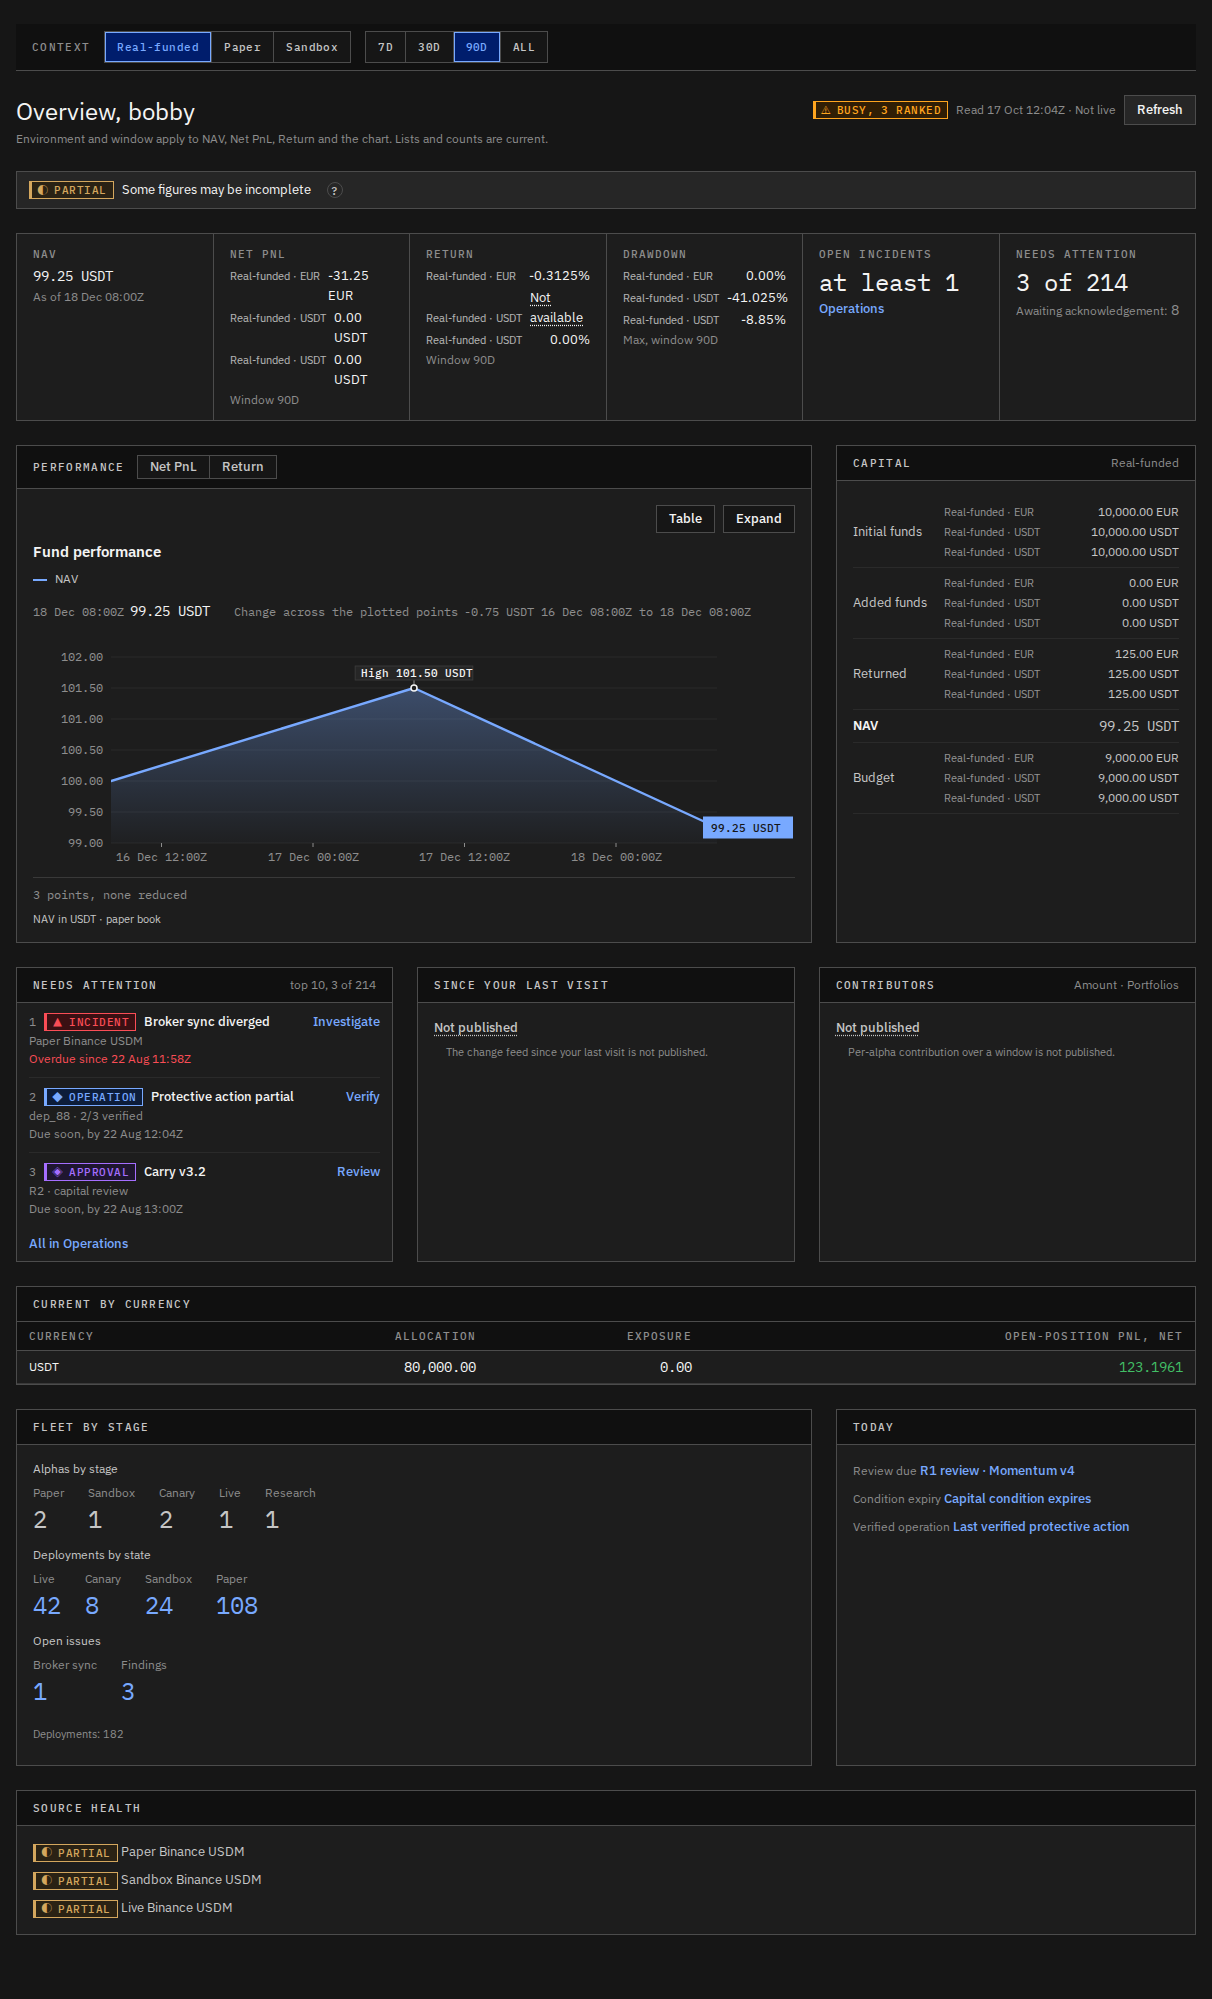 CONTEXT Real-funded Paper Sandbox 7D 30D 90D ALL
Overview, bobby
⚠ BUSY, 3 RANKED Read 17 Oct 12:04Z · Not live Refresh
Environment and window apply to NAV, Net PnL, Return and the chart. Lists and counts are current.
PARTIAL Some figures may be incomplete ?
NAV
99.25 USDT
As of 18 Dec 08:00Z
NET PNL
Real-funded · EUR -31.25
EUR
Real-funded · USDT 0.00
USDT
Real-funded · USDT 0.00
USDT
Window 90D
RETURN
Real-funded · EUR -0.3125%
Not
Real-funded · USDT available
Real-funded · USDT 0.00%
Window 90D
DRAWDOWN
Real-funded · EUR 0.00%
Real-funded · USDT -41.025%
Real-funded · USDT -8.85%
Max, window 90D
OPEN INCIDENTS
at least 1
Operations
NEEDS ATTENTION
3 of 214
Awaiting acknowledgement: 8
PERFORMANCE Net PnL Return
Table Expand
Fund performance
NAV
18 Dec 08:00Z 99.25 USDT Change across the plotted points -0.75 USDT 16 Dec 08:00Z to 18 Dec 08:00Z
102.00
High 101.50 USDT
101.50
101.00
100.50
100.00
99.50
99.25 USDT
99.00
16 Dec 12:00Z 17 Dec 00:00Z 17 Dec 12:00Z 18 Dec 00:00Z
3 points, none reduced
NAV in USDT · paper book
CAPITAL Real-funded
Real-funded · EUR 10,000.00 EUR
Initial funds Real-funded · USDT 10,000.00 USDT
Real-funded · USDT 10,000.00 USDT
Real-funded · EUR 0.00 EUR
Added funds Real-funded · USDT 0.00 USDT
Real-funded · USDT 0.00 USDT
Real-funded · EUR 125.00 EUR
Returned Real-funded · USDT 125.00 USDT
Real-funded · USDT 125.00 USDT
NAV 99.25 USDT
Real-funded · EUR 9,000.00 EUR
Budget Real-funded · USDT 9,000.00 USDT
Real-funded · USDT 9,000.00 USDT
NEEDS ATTENTION top 10, 3 of 214
1 INCIDENT Broker sync diverged Investigate
Paper Binance USDM
Overdue since 22 Aug 11:58Z
2 OPERATION Protective action partial Verify
dep_88 · 2/3 verified
Due soon, by 22 Aug 12:04Z
3 APPROVAL Carry v3.2 Review
R2 · capital review
Due soon, by 22 Aug 13:00Z
All in Operations
SINCE YOUR LAST VISIT
Not published
The change feed since your last visit is not published.
CONTRIBUTORS Amount · Portfolios
Not published
Per-alpha contribution over a window is not published.
CURRENT BY CURRENCY
CURRENCY ALLOCATION EXPOSURE OPEN-POSITION PNL, NET
USDT 80,000.00 0.00 123.1961
FLEET BY STAGE
Alphas by stage
Paper Sandbox Canary Live Research
2 1 2 1 1
Deployments by state
Live Canary Sandbox Paper
42 8 24 108
Open issues
Broker sync Findings
1 3
Deployments: 182
TODAY
Review due R1 review · Momentum v4
Condition expiry Capital condition expires
Verified operation Last verified protective action
SOURCE HEALTH
PARTIAL Paper Binance USDM
PARTIAL Sandbox Binance USDM
PARTIAL Live Binance USDM